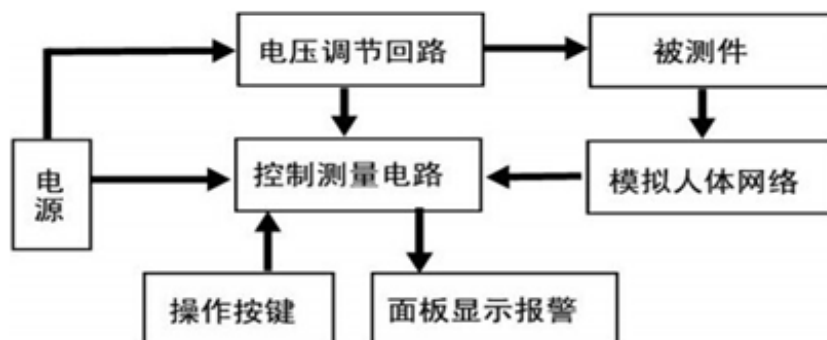 电压调节回路
被测件
电源
控制测量电路
模拟人体网络
操作按键
面板显示报警